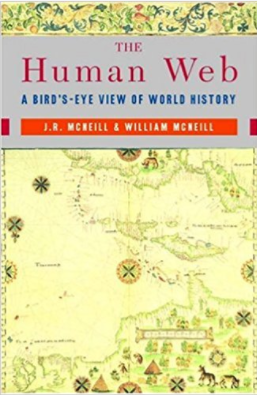 THE
Human Web
A BIRD'S-EYE VIEW OF WORLD HISTORY
J.R. MCNEILL & WILLIAM MCNEILL